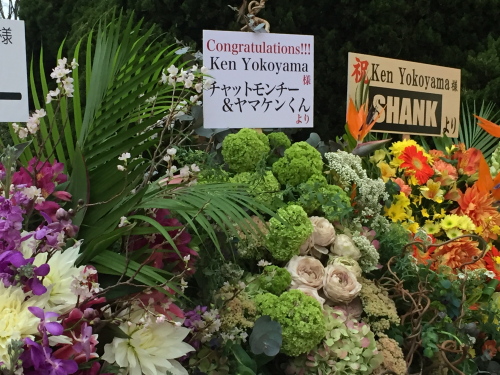 様
Congratulations!!!
Ken Yokoyama
様
チャットモンチー
&ヤマケンくん
より
祝 Ken Yokoyama 様
SHANK より